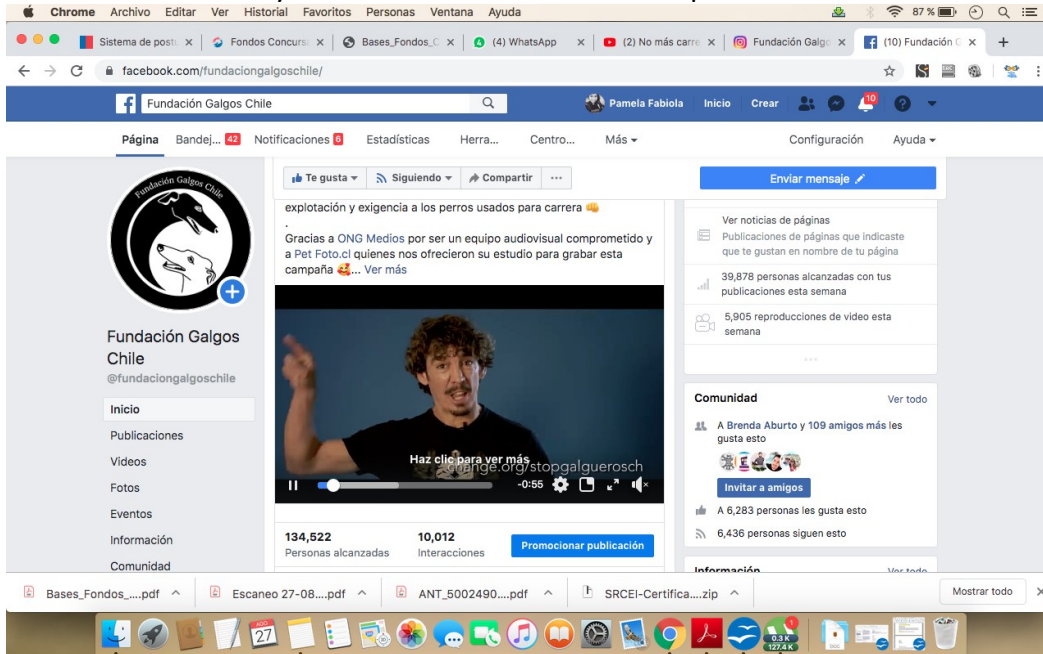 Chrome Archivo Editar Ver Historial Favoritos Personas Ventana Ayuda 87 %
Sistema de postu Fondos Concursa Bases_Fondos_C (4) WhatsApp (2) No más carre Fundación Galgo (10) Fundación G
facebook.com/fundaciongalgoschile/
Fundación Galgos Chile Pamela Fabiola Inicio Crear 10
Página Bandej... 42 Notificaciones 6 Estadísticas Herra... Centro... Más Configuración Ayuda
Fundación Galgos Chile
Te gusta Siguiendo Compartir ... Enviar mensaje
explotación y exigencia a los perros usados para carrera
.
Gracias a ONG Medios por ser un equipo audiovisual comprometido y
a Pet Foto.cl quienes nos ofrecieron su estudio para grabar esta
campaña ... Ver más
Haz clic para ver más
change.org/stopgalguerosch
-0:55
134,522 10,012
Personas alcanzadas Interacciones
Promocionar publicación
Fundación Galgos
Chile
@fundaciongalgoschile
Inicio
Publicaciones
Videos
Fotos
Eventos
Información
Comunidad
Ver noticias de páginas
Publicaciones de páginas que indicaste
que te gustan en nombre de tu página
39,878 personas alcanzadas con tus
publicaciones esta semana
5,905 reproducciones de video esta
semana
Comunidad Ver todo
A Brenda Aburto y 109 amigos más les
gusta esto
Invitar a amigos
A 6,283 personas les gusta esto
6,436 personas siguen esto
Información Ver todo
Bases_Fondos_....pdf Escaneo 27-08....pdf ANT_5002490....pdf SRCEI-Certifica....zip Mostrar todo
AGO
27
0.3 K
127.4 K